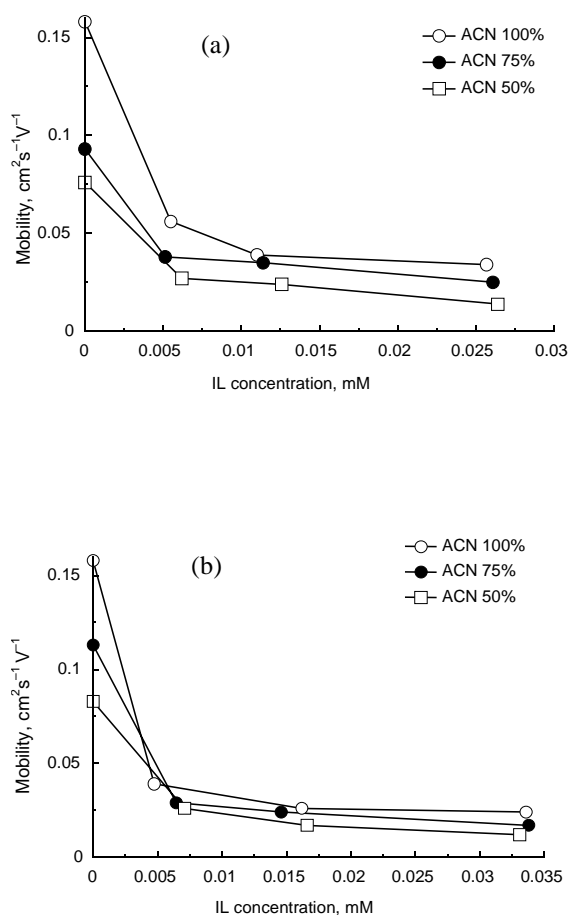 (a)
ACN 100%
ACN 75%
ACN 50%
Mobility, cm²s⁻¹V⁻¹
0.15
0.1
0.05
0
0 0.005 0.01 0.015 0.02 0.025 0.03
IL concentration, mM
(b)
ACN 100%
ACN 75%
ACN 50%
Mobility, cm²s⁻¹ V⁻¹
0.15
0.1
0.05
0
0 0.005 0.01 0.015 0.02 0.025 0.03 0.035
IL concentration, mM